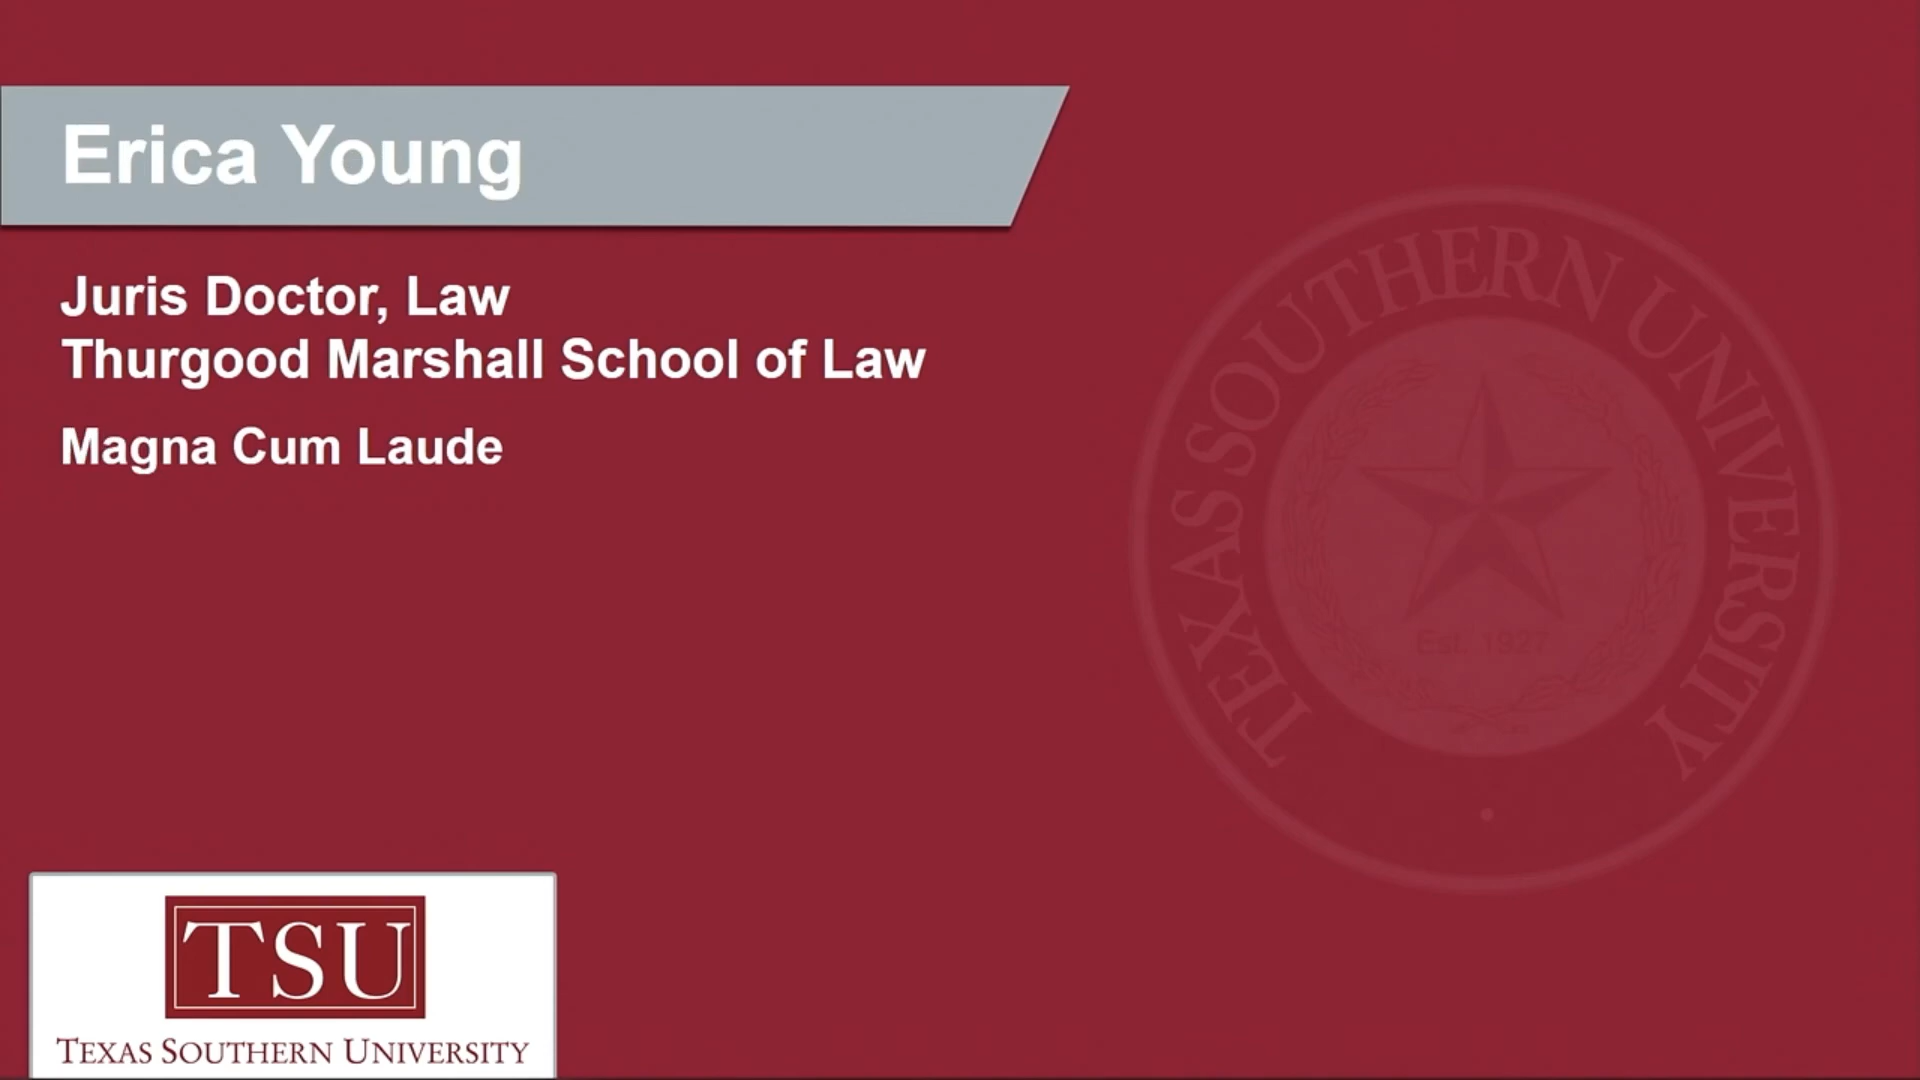 Erica Young
Juris Doctor, Law
Thurgood Marshall School of Law
Magna Cum Laude
TEXAS SOUTHERN UNIVERSITY
Est. 1927
TSU
TEXAS SOUTHERN UNIVERSITY